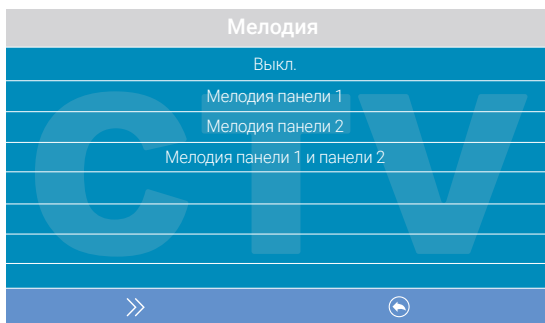 Мелодия
Выкл.
Мелодия панели 1
Мелодия панели 2
Мелодия панели 1 и панели 2
CTV